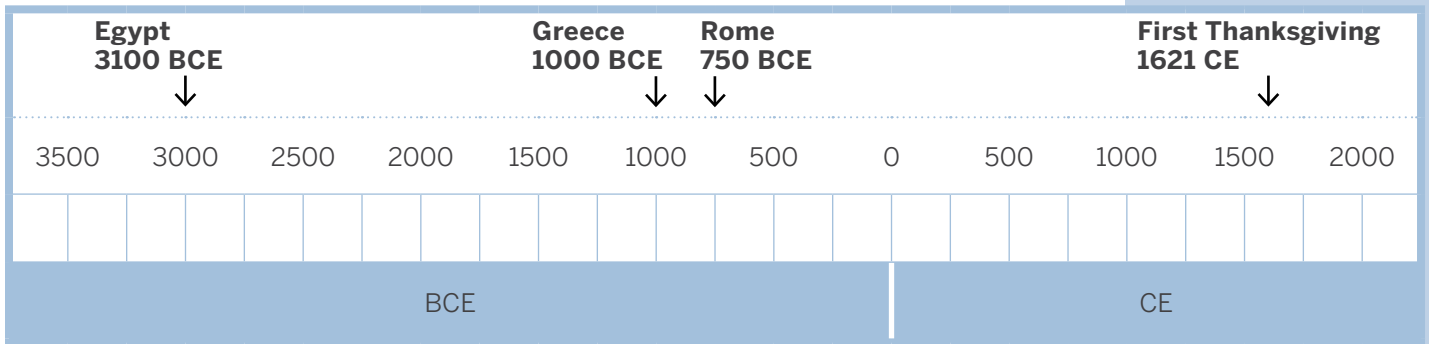 Egypt
3100 BCE
Greece
1000 BCE
Rome
750 BCE
First Thanksgiving
1621 CE
3500 3000 2500 2000 1500 1000 500 0 500 1000 1500 2000
BCE CE